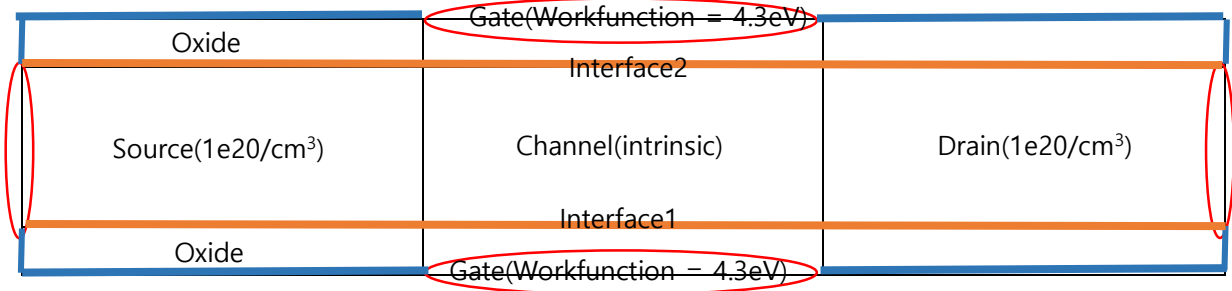 Gate(Workfunction = 4.3eV)
Oxide
Interface2
Source(1e20/cm³)
Channel(intrinsic)
Drain(1e20/cm³)
Interface1
Oxide
Gate(Workfunction = 4.3eV)